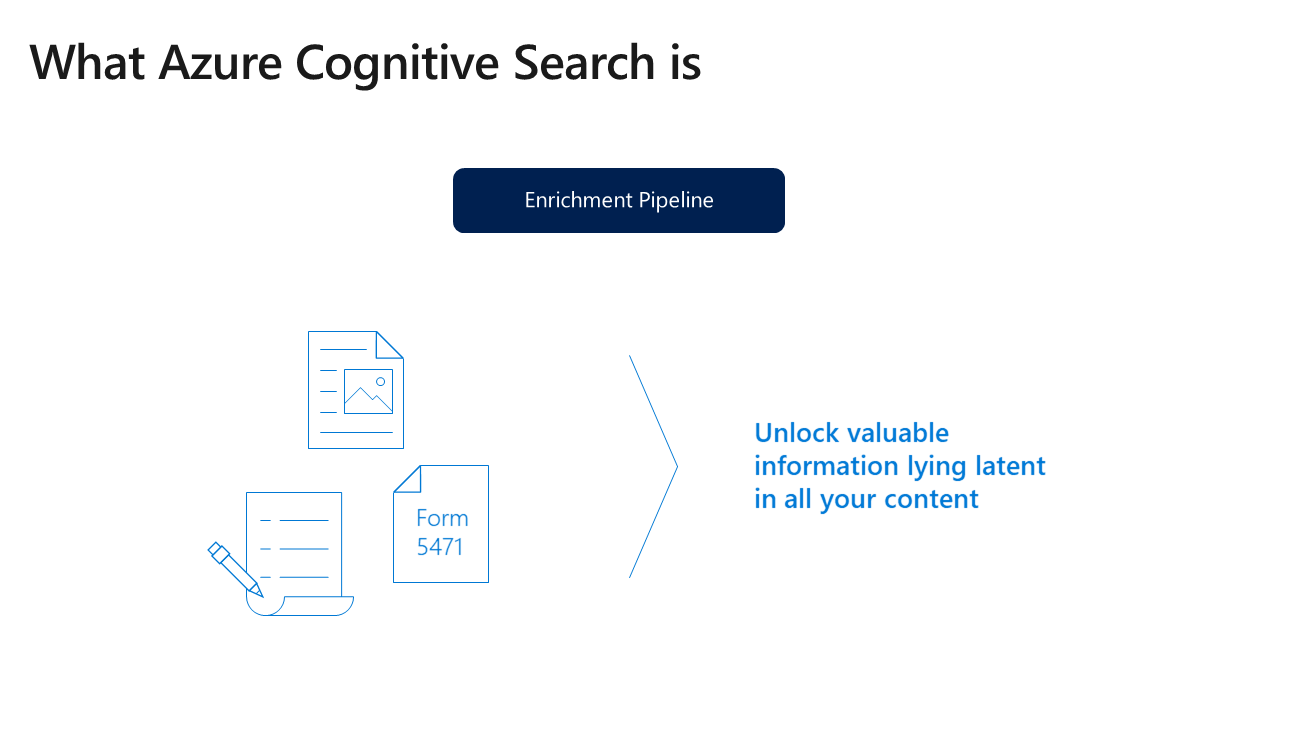 What Azure Cognitive Search is
Enrichment Pipeline
Form
5471
Unlock valuable
information lying latent
in all your content